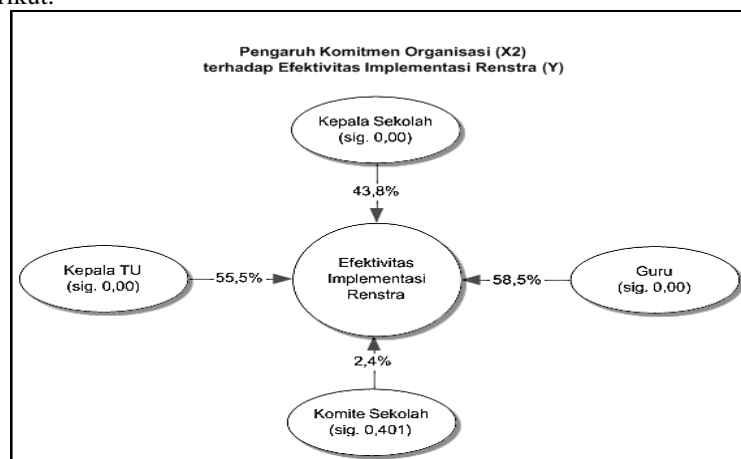 Pengaruh Komitmen Organisasi (X2)
terhadap Efektivitas Implementasi Renstra (Y)
Kepala Sekolah
(sig. 0,00)
43,8%
Kepala TU
(sig. 0,00)
55,5%
Efektivitas
Implementasi
Renstra
58,5%
Guru
(sig. 0,00)
2,4%
Komite Sekolah
(sig. 0,401)